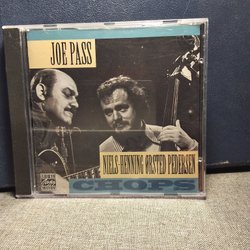 JOE PASS
NIELS-HENNING ØRSTED PEDERSEN
CHOPS